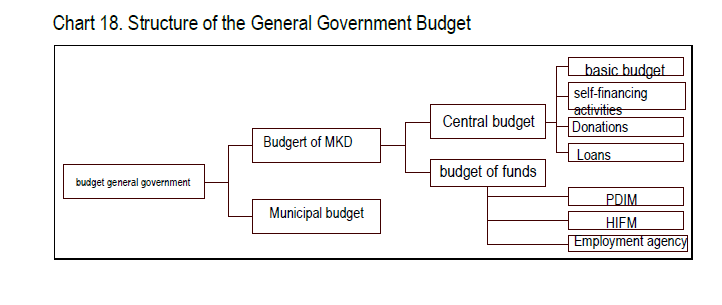 Chart 18. Structure of the General Government Budget
basic budget
self-financing
activities
Central budget
Donations
Budgert of MKD
Loans
budget of funds
budget general government
PDIM
Municipal budget
HIFM
Employment agency